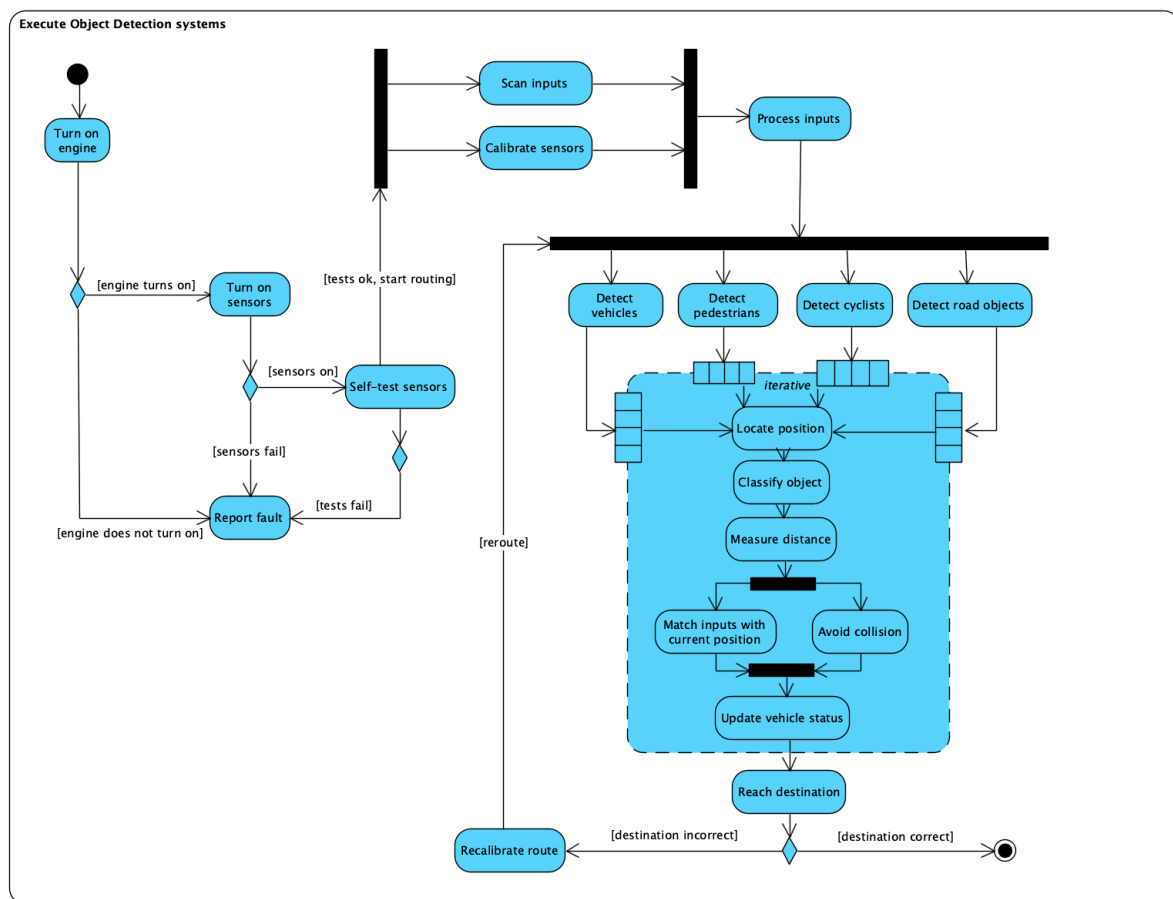 Execute Object Detection systems
Turn on
engine
Scan inputs
Calibrate sensors
Process inputs
[engine turns on]
Turn on
sensors
[tests ok, start routing]
Detect
vehicles
Detect
pedestrians
Detect cyclists
Detect road objects
[sensors on]
Self-test sensors
iterative
Locate position
[sensors fail]
Classify object
[tests fail]
Report fault
[engine does not turn on]
Measure distance
[reroute]
Match inputs with
current position
Avoid collision
Update vehicle status
Reach destination
[destination incorrect]
[destination correct]
Recalibrate route